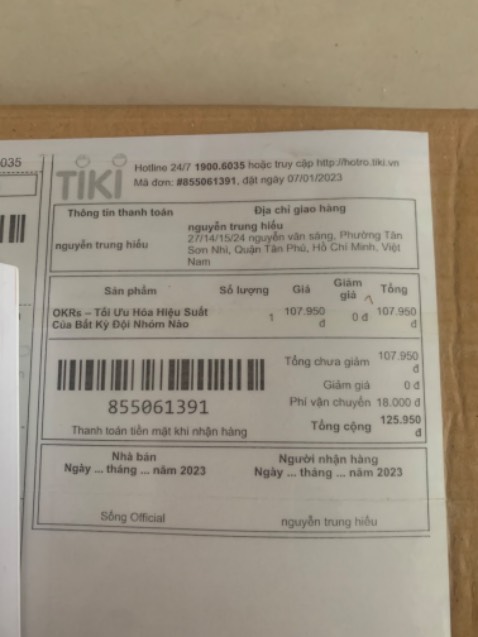 035
TIKI
Hotline 24/7 1900.6035 hoặc truy cập http://hotro.tiki.vn
Mã đơn: #855061391, đặt ngày 07/01/2023
Thông tin thanh toán Địa chỉ giao hàng
nguyễn trung hiếu
nguyễn trung hiếu
27/14/15/24 nguyễn văn săng, Phường Tân
Sơn Nhì, Quận Tân Phú, Hồ Chí Minh, Việt
Nam
Sản phẩm Số lượng Giá Giảm giá Tổng
OKRs – Tối Ưu Hóa Hiệu Suất
Của Bất Kỳ Đội Nhóm Nào
1 107.950 đ 0 đ 107.950 đ
855061391
Thanh toán tiền mặt khi nhận hàng
Tổng chưa giảm 107.950 đ
Giảm giá 0 đ
Phí vận chuyển 18.000 đ
Tổng cộng 125.950 đ
Nhà bán Người nhận hàng
Ngày ... tháng ... năm 2023 Ngày ... tháng ... năm 2023
Sống Official nguyễn trung hiếu